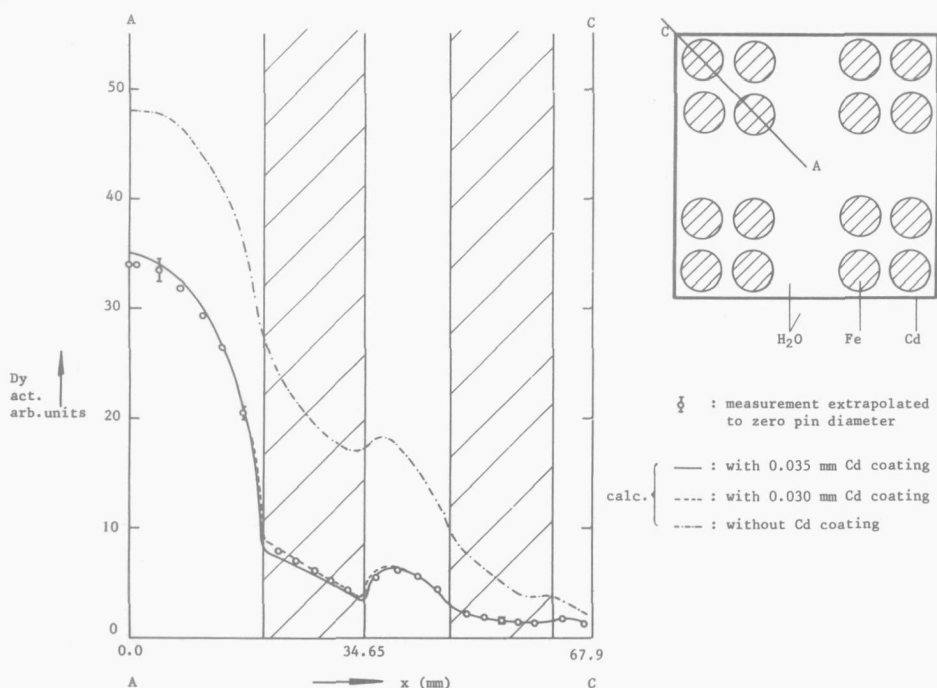 A
C
50
40
30
20
10
0
Dy
act.
arb.units
0.0
34.65
67.9
A
x (mm)
C
C
A
H2O
Fe
Cd
: measurement extrapolated
to zero pin diameter
calc.
: with 0.035 mm Cd coating
: with 0.030 mm Cd coating
: without Cd coating